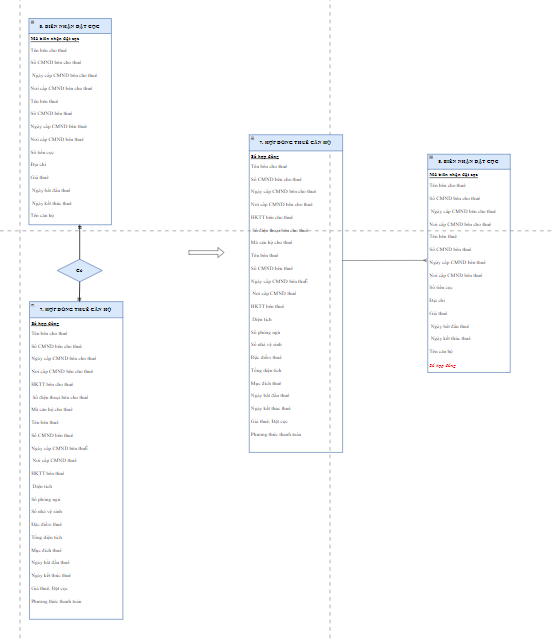 8. BIÊN NHẬN ĐẶT CỌC
Mã biên nhận đặt cọc
Tên bên cho thuê
Số CMND bên cho thuê
Ngày cấp CMND bên cho thuê
Nơi cấp CMND bên cho thuê
Tên bên thuê
Số CMND bên thuê
Ngày cấp CMND bên thuê
Nơi cấp CMND bên thuê
Số tiền cọc
Địa chỉ
Giá thuê
Ngày bắt đầu thuê
Ngày kết thúc thuê
Tên căn hộ
Có
7. HỢP ĐỒNG THUÊ CĂN HỘ
Số hợp đồng
Tên bên cho thuê
Số CMND bên cho thuê
Ngày cấp CMND bên cho thuê
Nơi cấp CMND bên cho thuê
HKTT bên cho thuê
Số điện thoại bên cho thuê
Mã căn hộ cho thuê
Tên bên thuê
Số CMND bên thuê
Ngày cấp CMND bên thuê
Nơi cấp CMND thuê
HKTT bên thuê
Diện tích
Số phòng ngủ
Số nhà vệ sinh
Đặc điểm thuê
Tổng diện tích
Mục đích thuê
Ngày bắt đầu thuê
Ngày kết thúc thuê
Giá thuê, Đặt cọc
Phương thức thanh toán
7. HỢP ĐỒNG THUÊ CĂN HỘ
Số hợp đồng
Tên bên cho thuê
Số CMND bên cho thuê
Ngày cấp CMND bên cho thuê
Nơi cấp CMND bên cho thuê
HKTT bên cho thuê
Số điện thoại bên cho thuê
Mã căn hộ cho thuê
Tên bên thuê
Số CMND bên thuê
Ngày cấp CMND bên thuê
Nơi cấp CMND thuê
HKTT bên thuê
Diện tích
Số phòng ngủ
Số nhà vệ sinh
Đặc điểm thuê
Tổng diện tích
Mục đích thuê
Ngày bắt đầu thuê
Ngày kết thúc thuê
Giá thuê, Đặt cọc
Phương thức thanh toán
8. BIÊN NHẬN ĐẶT CỌC
Mã biên nhận đặt cọc
Tên bên cho thuê
Số CMND bên cho thuê
Ngày cấp CMND bên cho thuê
Nơi cấp CMND bên cho thuê
Tên bên thuê
Số CMND bên thuê
Ngày cấp CMND bên thuê
Nơi cấp CMND bên thuê
Số tiền cọc
Địa chỉ
Giá thuê
Ngày bắt đầu thuê
Ngày kết thúc thuê
Tên căn hộ
Số hợp đồng